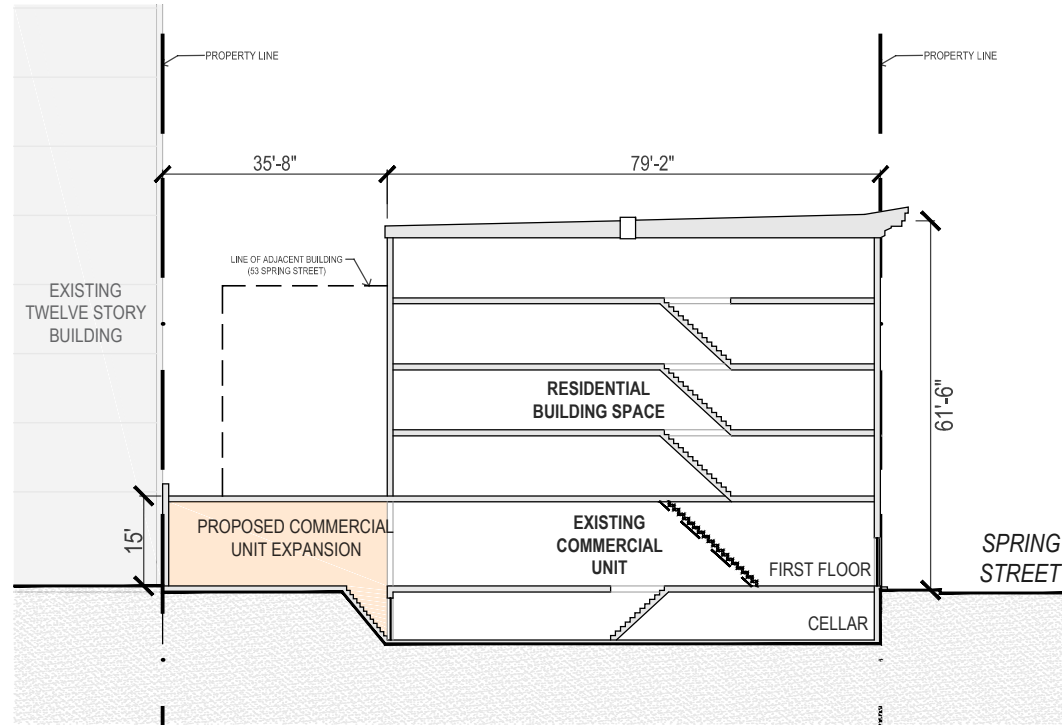 PROPERTY LINE
PROPERTY LINE
35'-8"
79'-2"
LINE OF ADJACENT BUILDING
(53 SPRING STREET)
EXISTING
TWELVE STORY
BUILDING
RESIDENTIAL
BUILDING SPACE
61'-6"
15'
PROPOSED COMMERCIAL
UNIT EXPANSION
EXISTING
COMMERCIAL
UNIT
FIRST FLOOR
SPRING
STREET
CELLAR